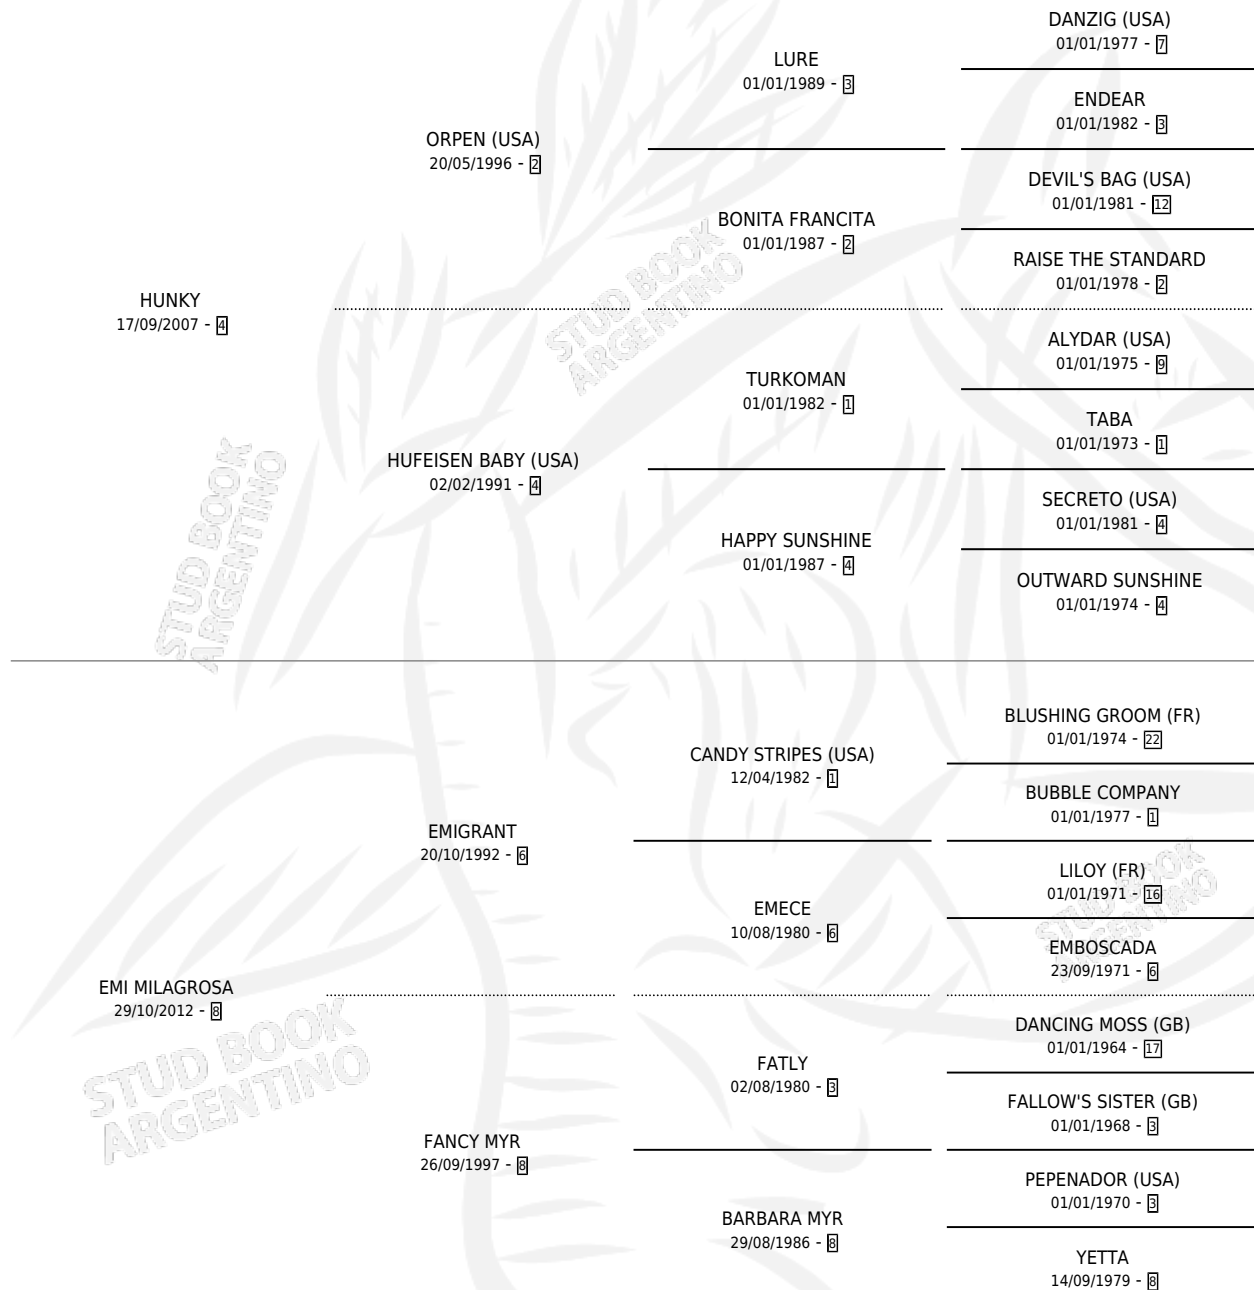 HUNKY
17/09/2007 - 4
ORPEN (USA)
20/05/1996 - 2
HUFEISEN BABY (USA)
02/02/1991 - 4
LURE
01/01/1989 - 3
BONITA FRANCITA
01/01/1987 - 2
TURKOMAN
01/01/1982 - 1
HAPPY SUNSHINE
01/01/1987 - 4
DANZIG (USA)
01/01/1977 - 7
ENDEAR
01/01/1982 - 3
DEVIL'S BAG (USA)
01/01/1981 - 12
RAISE THE STANDARD
01/01/1978 - 2
ALYDAR (USA)
01/01/1975 - 9
TABA
01/01/1973 - 1
SECRETO (USA)
01/01/1981 - 4
OUTWARD SUNSHINE
01/01/1974 - 4
EMI MILAGROSA
29/10/2012 - 8
EMIGRANT
20/10/1992 - 6
FANCY MYR
26/09/1997 - 8
CANDY STRIPES (USA)
12/04/1982 - 1
EMECE
10/08/1980 - 6
FATLY
02/08/1980 - 3
BARBARA MYR
29/08/1986 - 8
BLUSHING GROOM (FR)
01/01/1974 - 22
BUBBLE COMPANY
01/01/1977 - 1
LILOY (FR)
01/01/1971 - 16
EMBOSCADA
23/09/1971 - 6
DANCING MOSS (GB)
01/01/1964 - 17
FALLOW'S SISTER (GB)
01/01/1968 - 3
PEPENADOR (USA)
01/01/1970 - 3
YETTA
14/09/1979 - 8
STUD BOOK
ARGENTINO
STUD BOOK
ARGENTINO
STUD BOOK
ARGENTINO
STUD BOOK
ARGENTINO